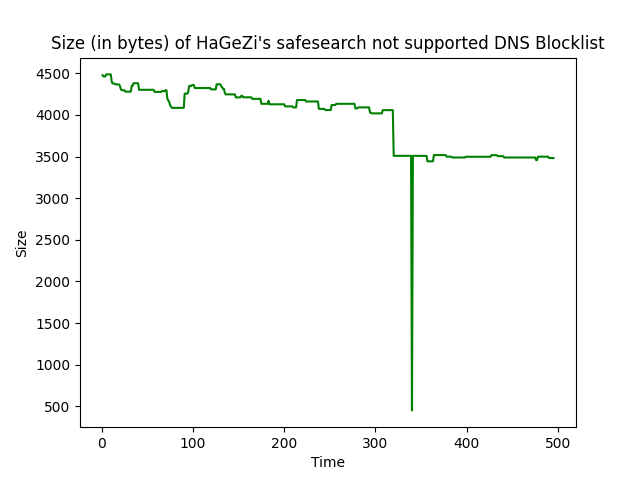 Size (in bytes) of HaGeZi's safesearch not supported DNS Blocklist
4500
4000
3500
3000
2500
2000
1500
1000
500
Size
0 100 200 300 400 500
Time